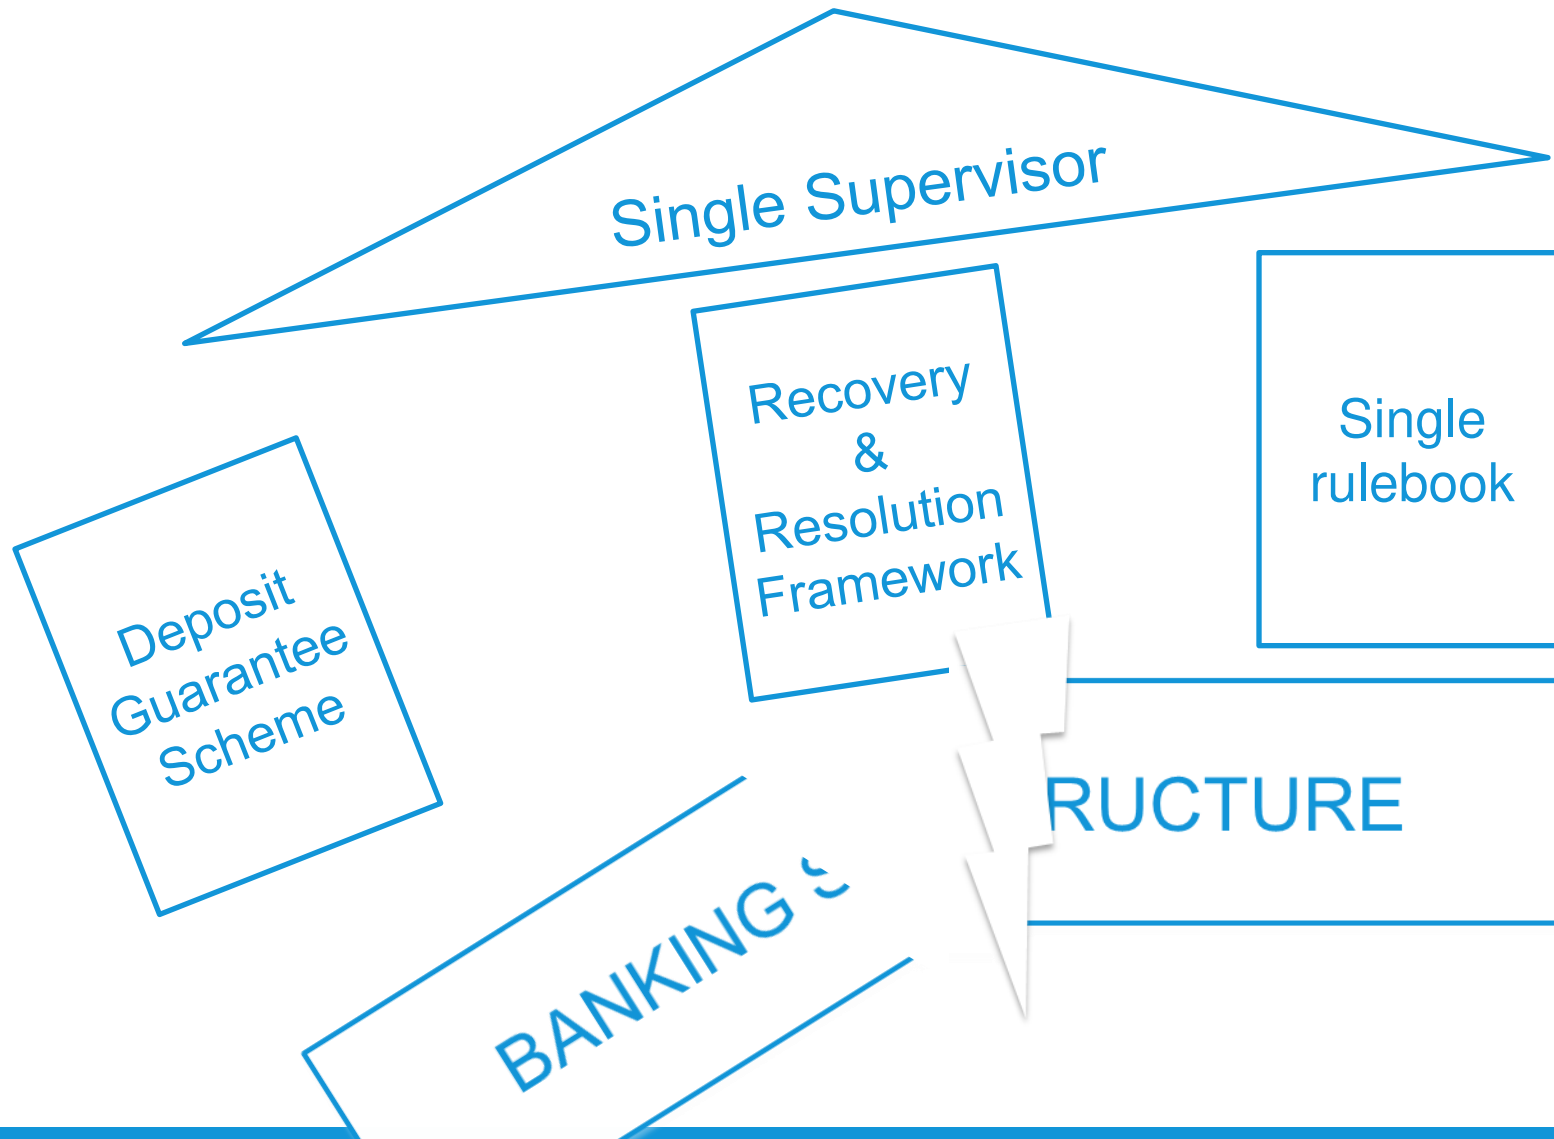 Single Supervisor
Recovery
&
Resolution
Framework
Single
rulebook
Deposit
Guarantee
Scheme
BANKING S
RUCTURE